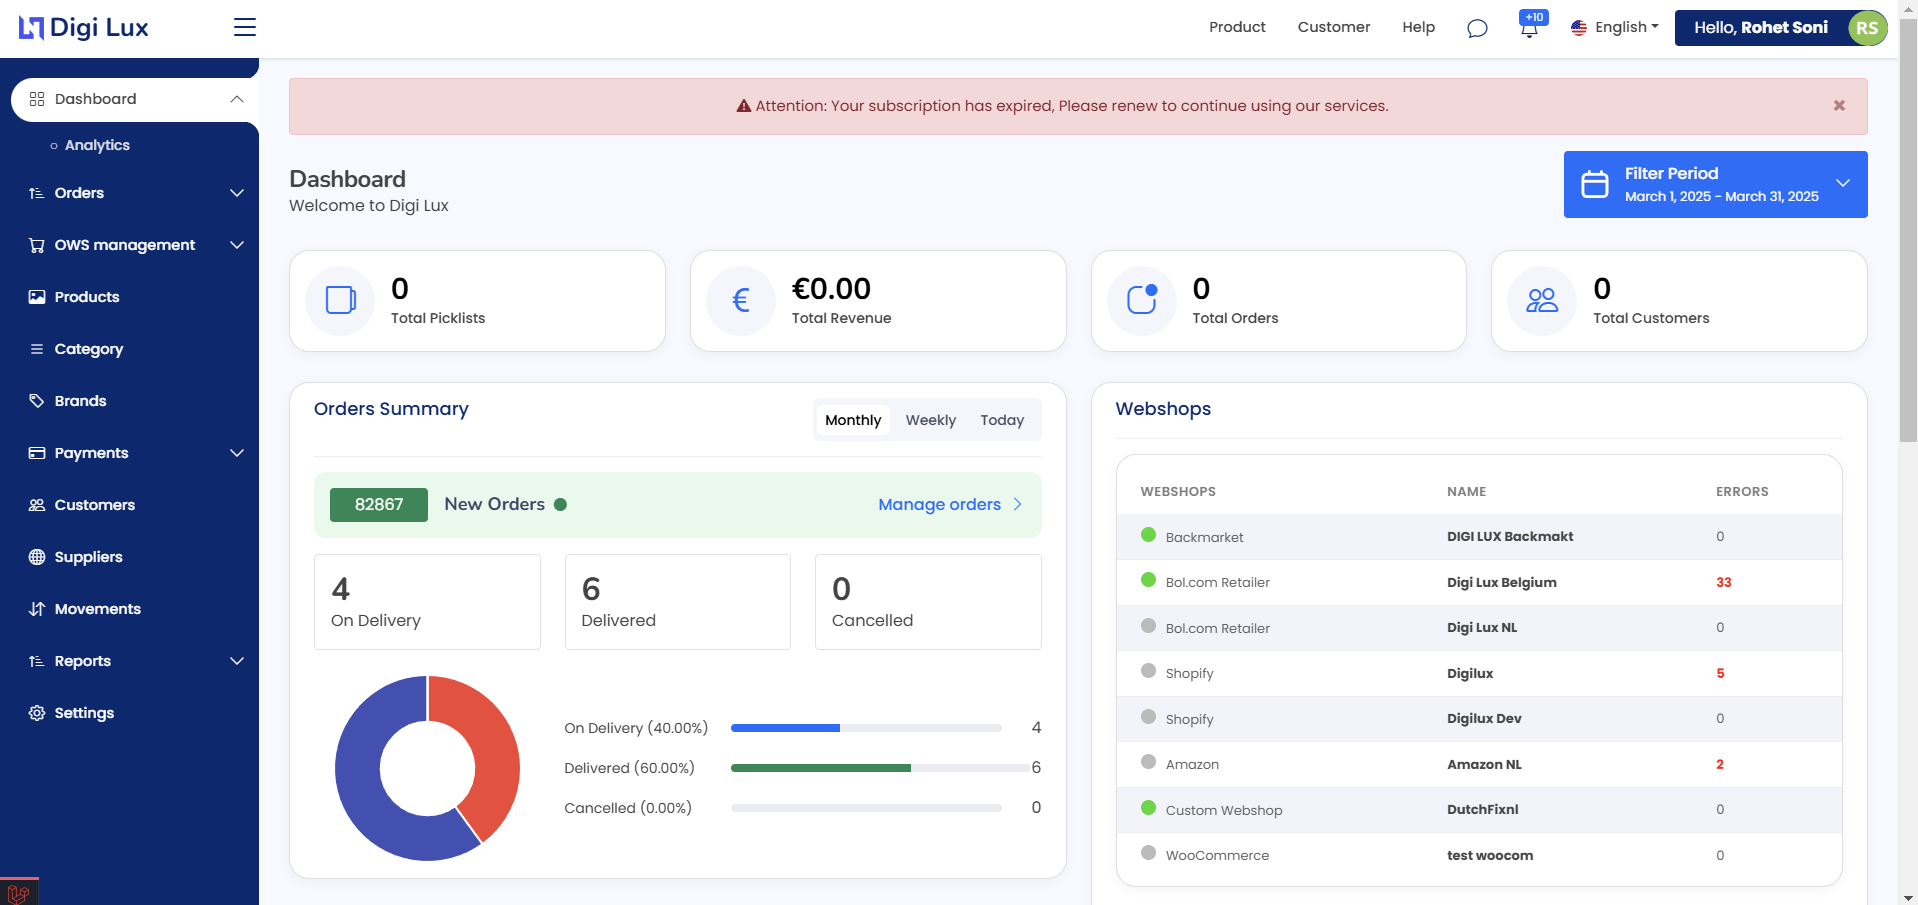 Digi Lux
Product
Customer
Help
+10
English
Hello, Rohet Soni
RS
Dashboard
Analytics
Orders
OWS management
Products
Category
Brands
Payments
Customers
Suppliers
Movements
Reports
Settings
Attention: Your subscription has expired, Please renew to continue using our services.
Dashboard
Welcome to Digi Lux
Filter Period
March 1, 2025 - March 31, 2025
0
Total Picklists
€
€0.00
Total Revenue
0
Total Orders
0
Total Customers
Orders Summary
Monthly Weekly Today
82867 New Orders
Manage orders
4
On Delivery
6
Delivered
0
Cancelled
On Delivery (40.00%) 4
Delivered (60.00%) 6
Cancelled (0.00%) 0
Webshops
WEBSHOPS NAME ERRORS
Backmarket DIGI LUX Backmakt 0
Bol.com Retailer Digi Lux Belgium 33
Bol.com Retailer Digi Lux NL 0
Shopify Digilux 5
Shopify Digilux Dev 0
Amazon Amazon NL 2
Custom Webshop DutchFixnl 0
WooCommerce test woocom 0